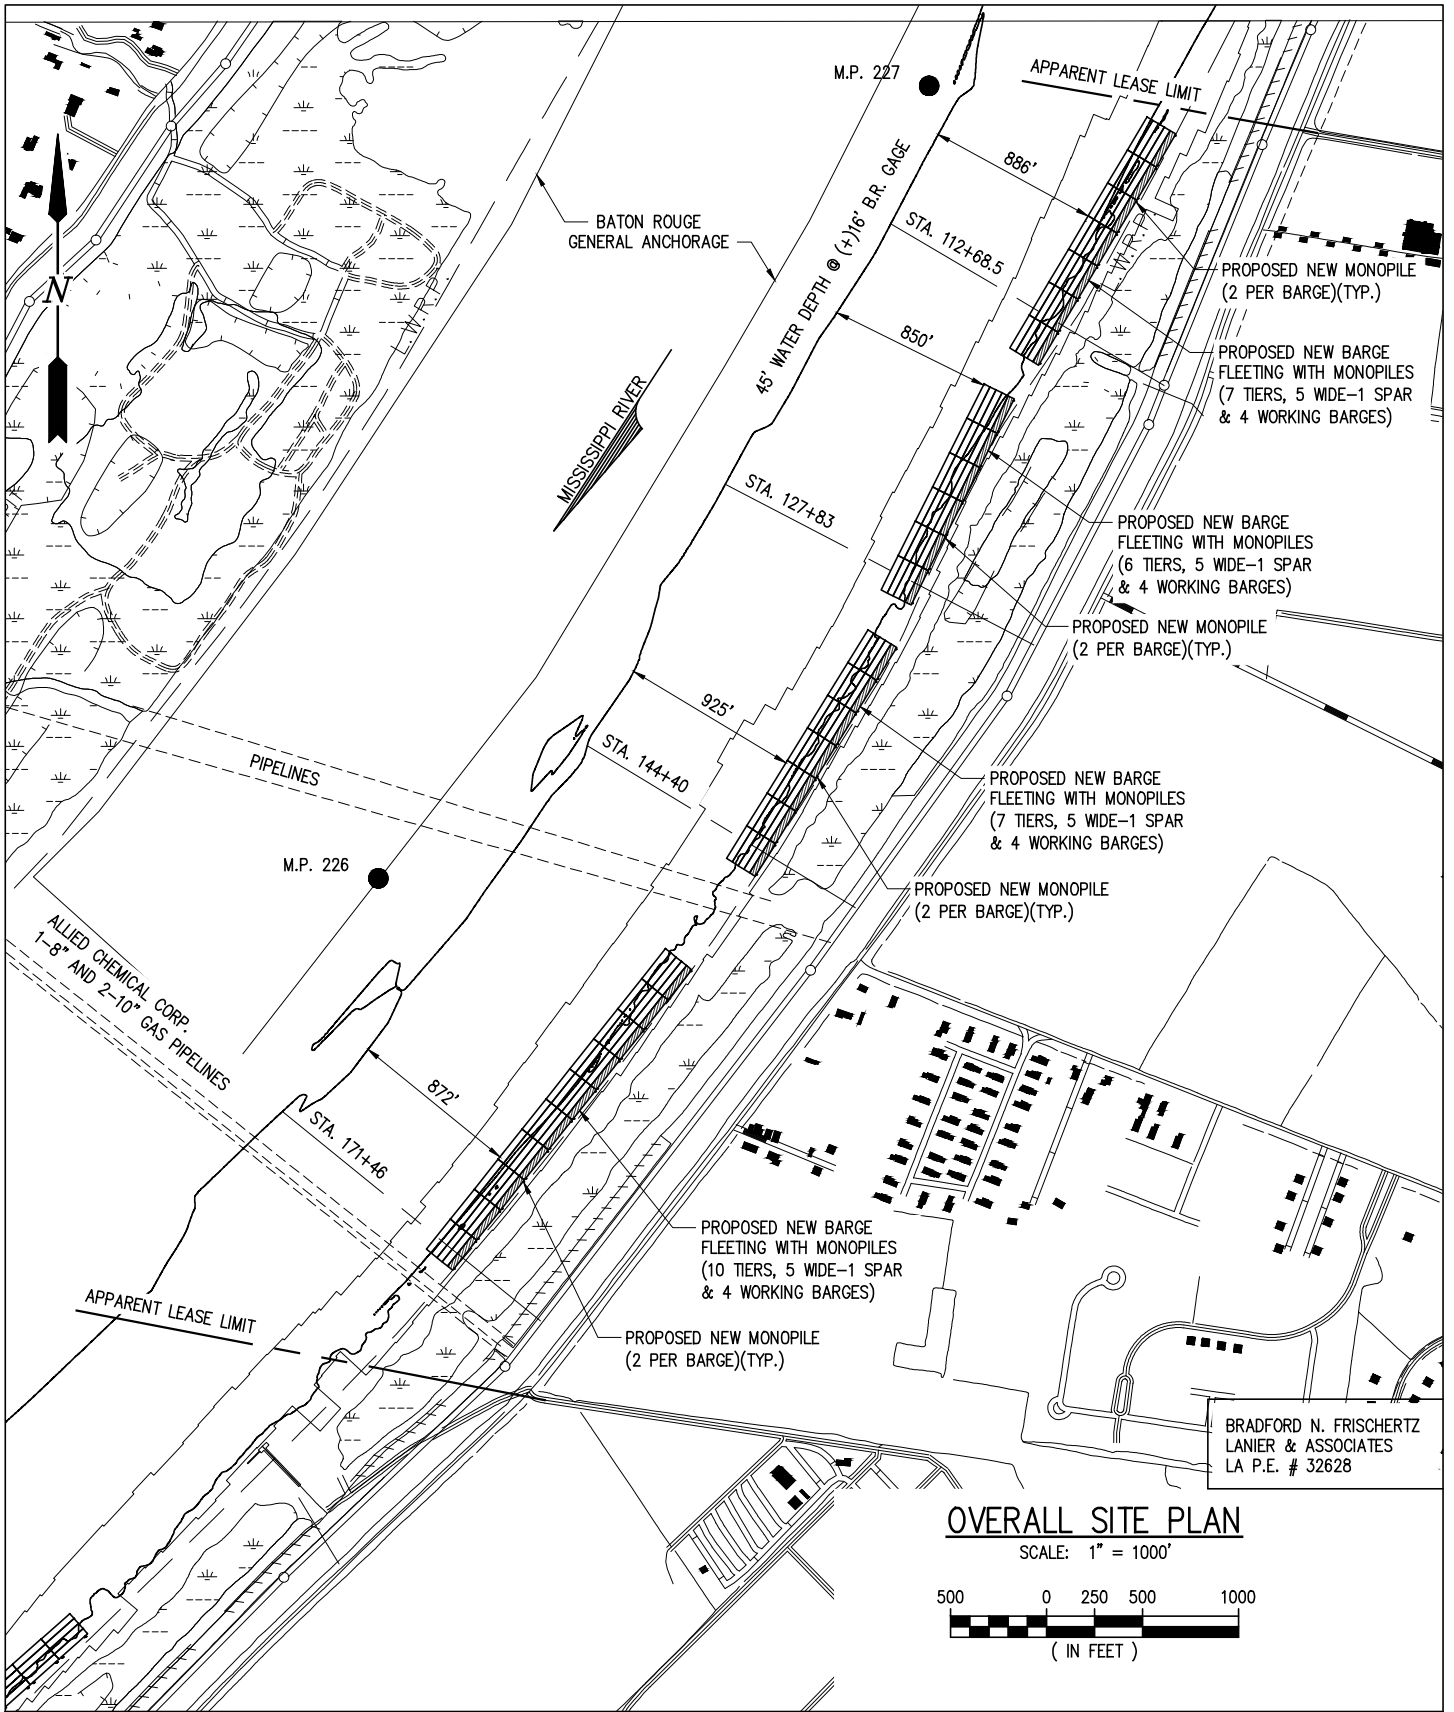 M.P. 227
APPARENT LEASE LIMIT
886'
45' WATER DEPTH @ (+)16' B.R. GAGE
STA. 112+68.5
BATON ROUGE
GENERAL ANCHORAGE
N
L.W.R.P.
PROPOSED NEW MONOPILE
(2 PER BARGE)(TYP.)
850'
PROPOSED NEW BARGE
FLEETING WITH MONOPILES
(7 TIERS, 5 WIDE-1 SPAR
& 4 WORKING BARGES)
MISSISSIPPI RIVER
STA. 127+83
PROPOSED NEW BARGE
FLEETING WITH MONOPILES
(6 TIERS, 5 WIDE-1 SPAR
& 4 WORKING BARGES)
PROPOSED NEW MONOPILE
(2 PER BARGE)(TYP.)
925'
STA. 144+40
PIPELINES
PROPOSED NEW BARGE
FLEETING WITH MONOPILES
(7 TIERS, 5 WIDE-1 SPAR
& 4 WORKING BARGES)
M.P. 226
PROPOSED NEW MONOPILE
(2 PER BARGE)(TYP.)
ALLIED CHEMICAL CORP.
1-8" AND 2-10" GAS PIPELINES
872'
STA. 171+46
PROPOSED NEW BARGE
FLEETING WITH MONOPILES
(10 TIERS, 5 WIDE-1 SPAR
& 4 WORKING BARGES)
APPARENT LEASE LIMIT
PROPOSED NEW MONOPILE
(2 PER BARGE)(TYP.)
BRADFORD N. FRISCHERTZ
LANIER & ASSOCIATES
LA P.E. # 32628
OVERALL SITE PLAN
SCALE: 1" = 1000'
500 0 250 500 1000
( IN FEET )